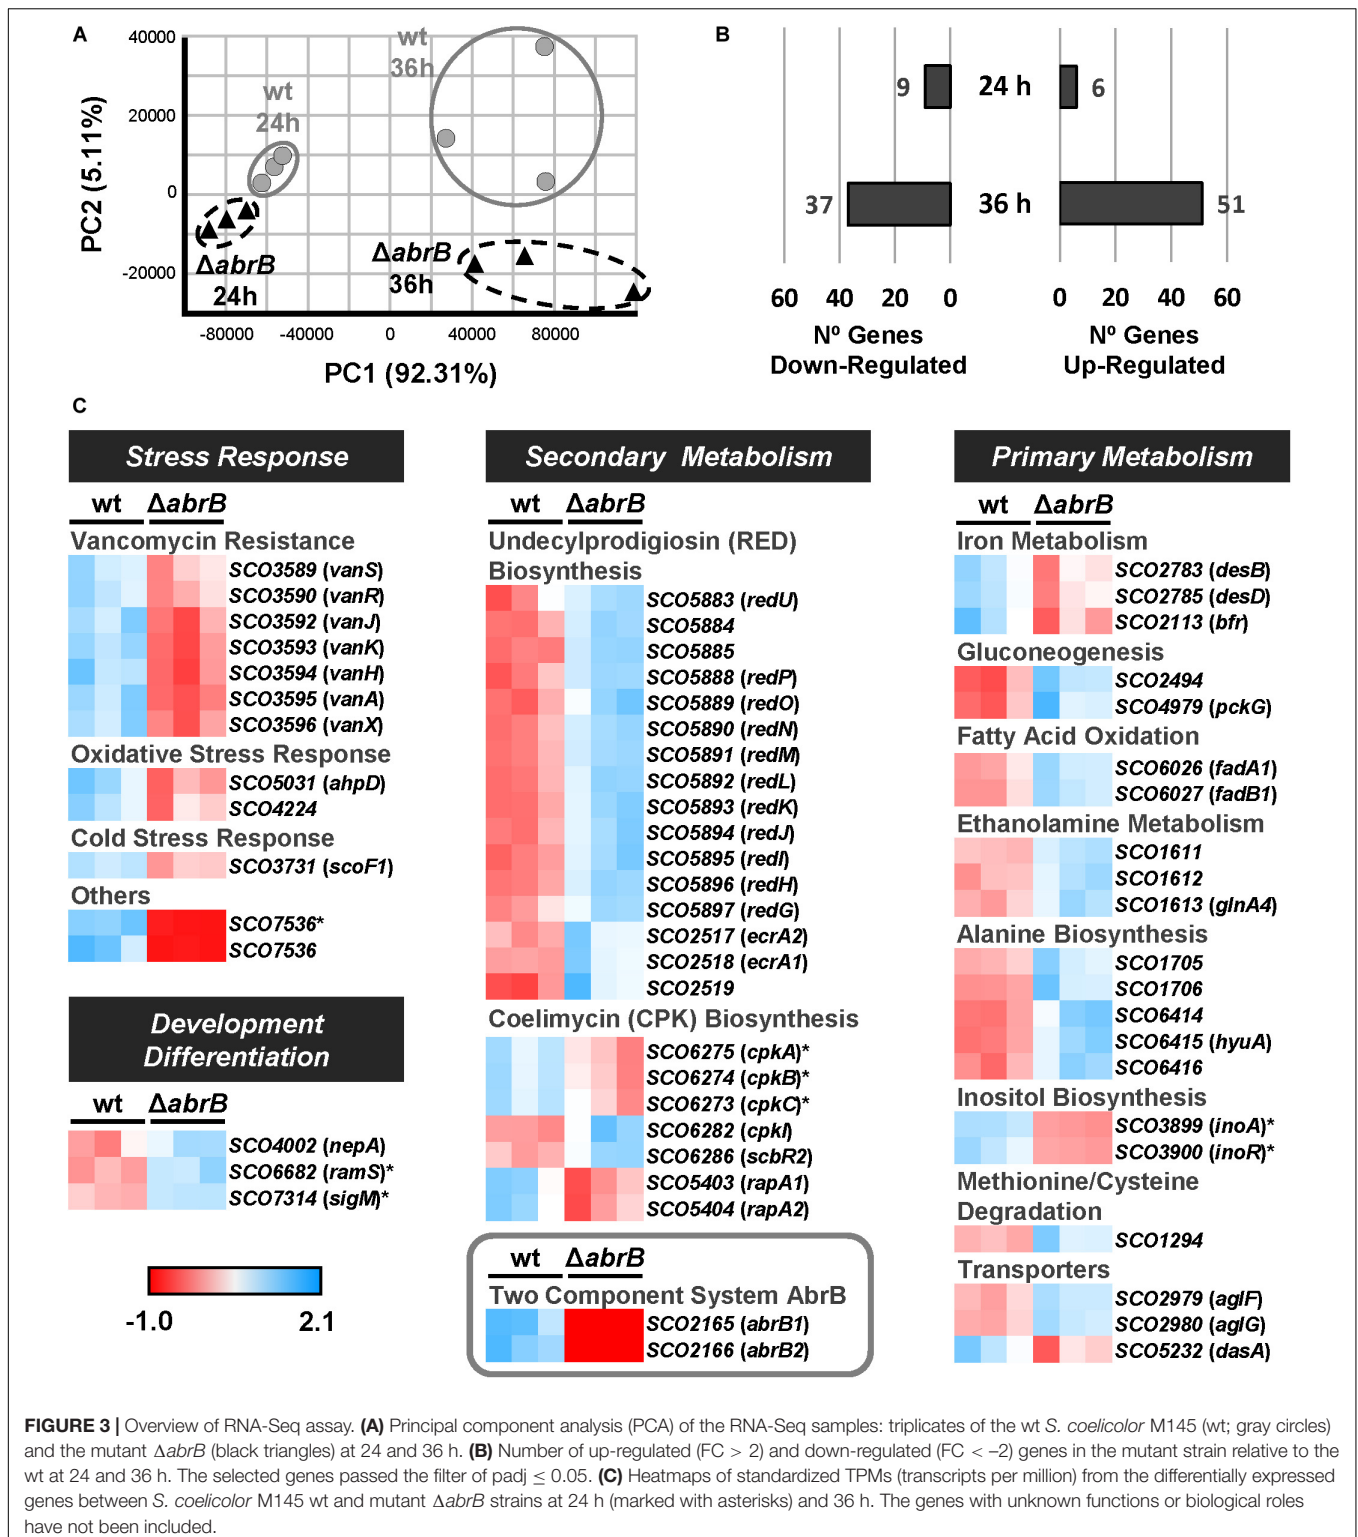 A
40000
20000
0
-20000
PC2 (5.11%)
wt
24h
wt
36h
ΔabrB
24h
ΔabrB
36h
-80000 -40000 0 40000 80000
PC1 (92.31%)
B
9 24 h 6
37 36 h 51
60 40 20 0 0 20 40 60
Nº Genes
Down-Regulated
Nº Genes
Up-Regulated
C
Stress Response
wt ΔabrB
Vancomycin Resistance
SCO3589 (vanS)
SCO3590 (vanR)
SCO3592 (vanJ)
SCO3593 (vanK)
SCO3594 (vanH)
SCO3595 (vanA)
SCO3596 (vanX)
Oxidative Stress Response
SCO5031 (ahpD)
SCO4224
Cold Stress Response
SCO3731 (scoF1)
Others
SCO7536*
SCO7536
Development
Differentiation
wt ΔabrB
SCO4002 (nepA)
SCO6682 (ramS)*
SCO7314 (sigM)*
-1.0 2.1
Secondary Metabolism
wt ΔabrB
Undecylprodigiosin (RED)
Biosynthesis
SCO5883 (redU)
SCO5884
SCO5885
SCO5888 (redP)
SCO5889 (redO)
SCO5890 (redN)
SCO5891 (redM)
SCO5892 (redL)
SCO5893 (redK)
SCO5894 (redJ)
SCO5895 (redI)
SCO5896 (redH)
SCO5897 (redG)
SCO2517 (ecrA2)
SCO2518 (ecrA1)
SCO2519
Coelimycin (CPK) Biosynthesis
SCO6275 (cpkA)*
SCO6274 (cpkB)*
SCO6273 (cpkC)*
SCO6282 (cpkI)
SCO6286 (scbR2)
SCO5403 (rapA1)
SCO5404 (rapA2)
wt ΔabrB
Two Component System AbrB
SCO2165 (abrB1)
SCO2166 (abrB2)
Primary Metabolism
wt ΔabrB
Iron Metabolism
SCO2783 (desB)
SCO2785 (desD)
SCO2113 (bfr)
Gluconeogenesis
SCO2494
SCO4979 (pckG)
Fatty Acid Oxidation
SCO6026 (fadA1)
SCO6027 (fadB1)
Ethanolamine Metabolism
SCO1611
SCO1612
SCO1613 (glnA4)
Alanine Biosynthesis
SCO1705
SCO1706
SCO6414
SCO6415 (hyuA)
SCO6416
Inositol Biosynthesis
SCO3899 (inoA)*
SCO3900 (inoR)*
Methionine/Cysteine
Degradation
SCO1294
Transporters
SCO2979 (aglF)
SCO2980 (aglG)
SCO5232 (dasA)
FIGURE 3 | Overview of RNA-Seq assay. (A) Principal component analysis (PCA) of the RNA-Seq samples: triplicates of the wt S. coelicolor M145 (wt; gray circles)
and the mutant ΔabrB (black triangles) at 24 and 36 h. (B) Number of up-regulated (FC > 2) and down-regulated (FC < –2) genes in the mutant strain relative to the
wt at 24 and 36 h. The selected genes passed the filter of padj ≤ 0.05. (C) Heatmaps of standardized TPMs (transcripts per million) from the differentially expressed
genes between S. coelicolor M145 wt and mutant ΔabrB strains at 24 h (marked with asterisks) and 36 h. The genes with unknown functions or biological roles
have not been included.